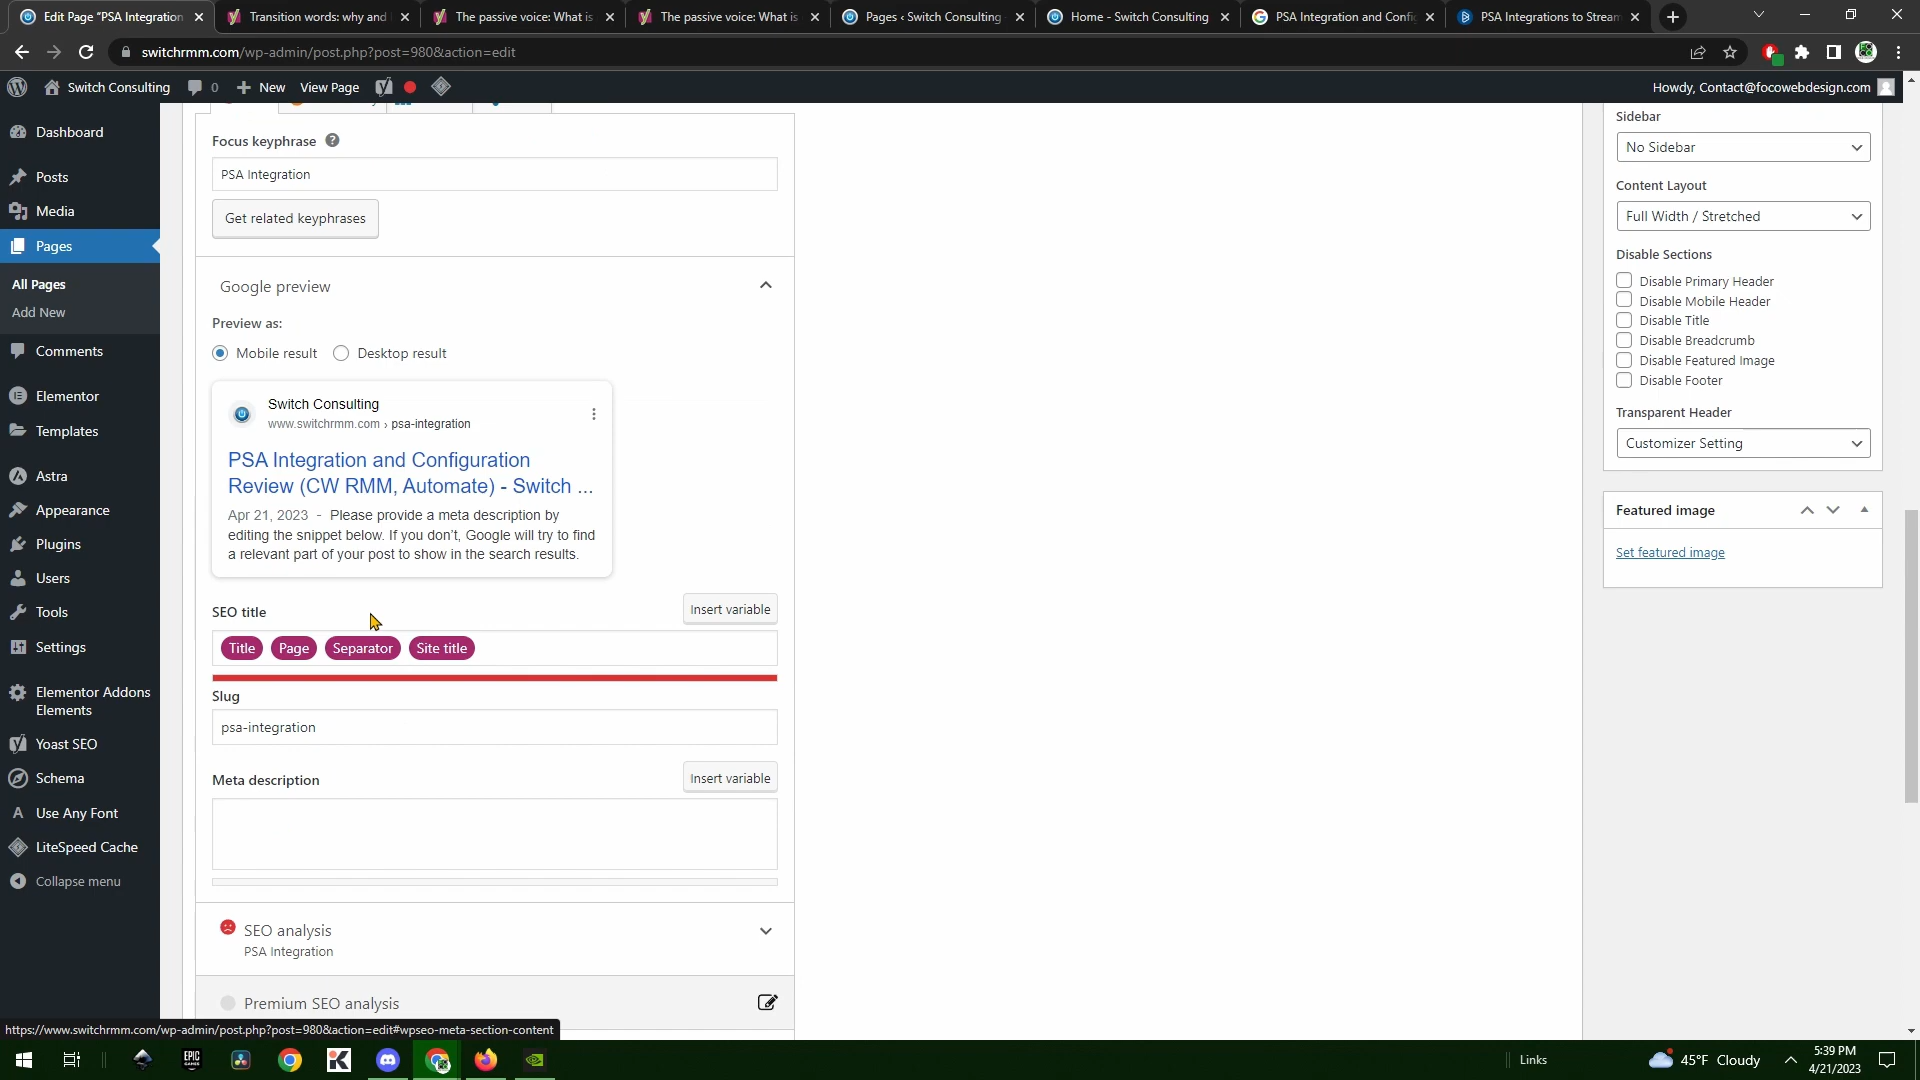 Edit Page "PSA Integration
Transition words: why and
The passive voice: What is
The passive voice: What is
Pages ‹ Switch Consulting
Home - Switch Consulting
PSA Integration and Config
PSA Integrations to Stream
switchrmm.com/wp-admin/post.php?post=980&action=edit
Switch Consulting
0
New
View Page
Howdy, Contact@focowebdesign.com
Dashboard
Posts
Media
Pages
All Pages
Add New
Comments
Elementor
Templates
Astra
Appearance
Plugins
Users
Tools
Settings
Elementor Addons
Elements
Yoast SEO
Schema
Use Any Font
LiteSpeed Cache
Collapse menu
Focus keyphrase
PSA Integration
Get related keyphrases
Google preview
Preview as:
Mobile result
Desktop result
Switch Consulting
www.switchrmm.com › psa-integration
PSA Integration and Configuration
Review (CW RMM, Automate) - Switch ...
Apr 21, 2023 - Please provide a meta description by
editing the snippet below. If you don't, Google will try to find
a relevant part of your post to show in the search results.
SEO title
Insert variable
Title
Page
Separator
Site title
Slug
psa-integration
Meta description
Insert variable
SEO analysis
PSA Integration
Premium SEO analysis
Sidebar
No Sidebar
Content Layout
Full Width / Stretched
Disable Sections
Disable Primary Header
Disable Mobile Header
Disable Title
Disable Breadcrumb
Disable Featured Image
Disable Footer
Transparent Header
Customizer Setting
Featured image
Set featured image
https://www.switchrmm.com/wp-admin/post.php?post=980&action=edit#wpseo-meta-section-content
EPIC
GAMES
Links
45°F Cloudy
5:39 PM
4/21/2023